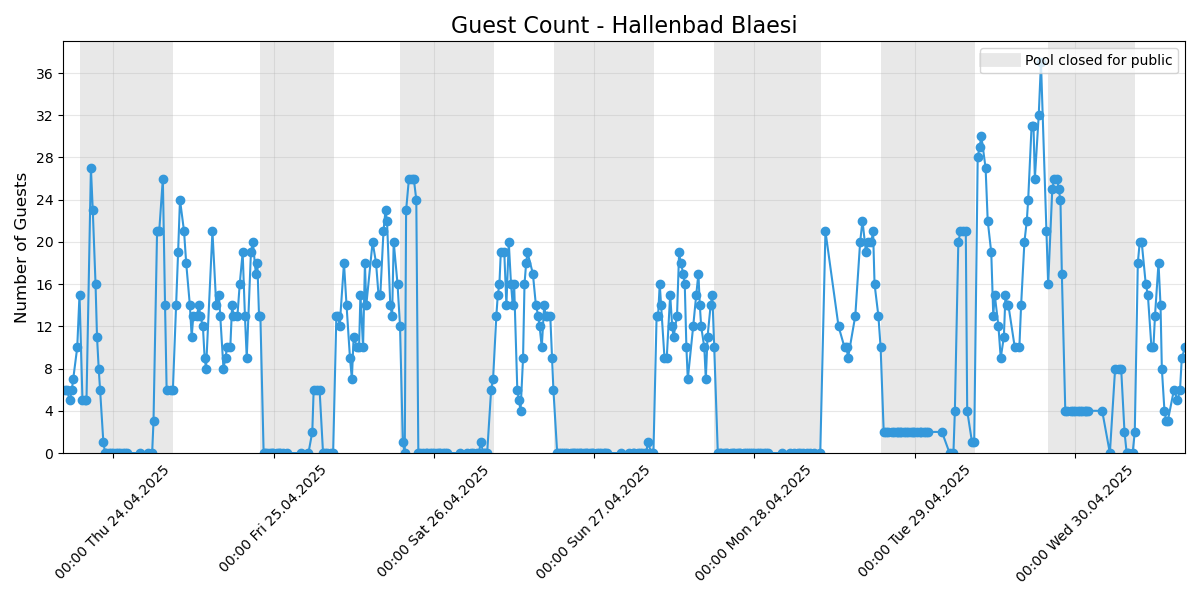 Guest Count - Hallenbad Blaesi
Pool closed for public
Number of Guests
36
32
28
24
20
16
12
8
4
0
00:00 Thu 24.04.2025
00:00 Fri 25.04.2025
00:00 Sat 26.04.2025
00:00 Sun 27.04.2025
00:00 Mon 28.04.2025
00:00 Tue 29.04.2025
00:00 Wed 30.04.2025